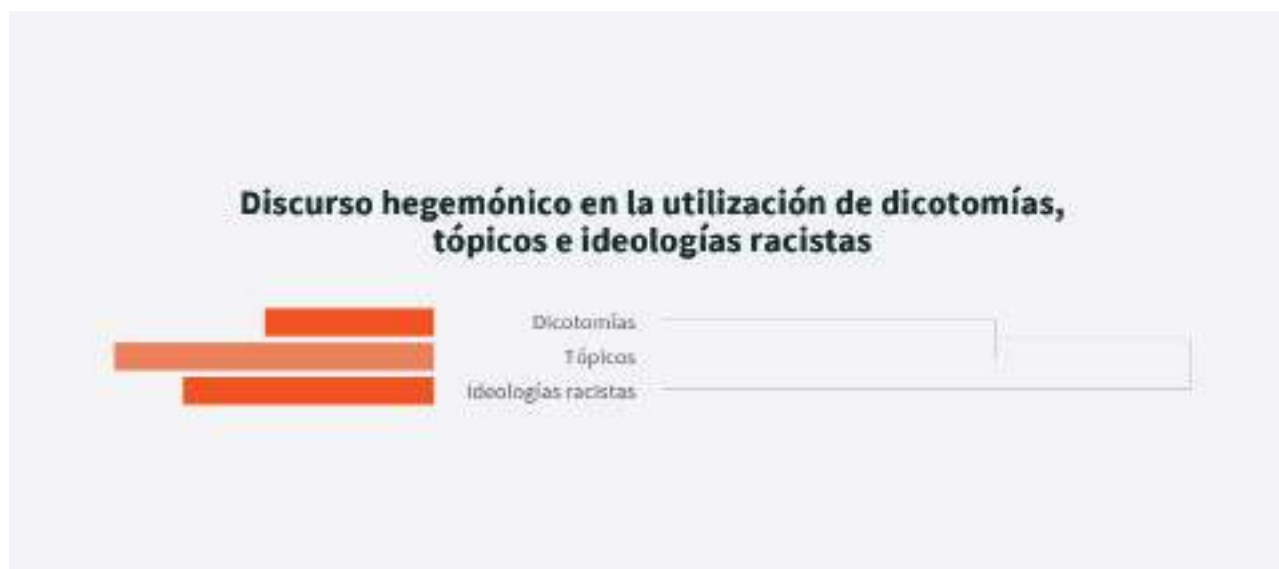 Discurso hegemónico en la utilización de dicotomías,
tópicos e ideologías racistas
Dicotomías
Tópicos
Ideologías racistas